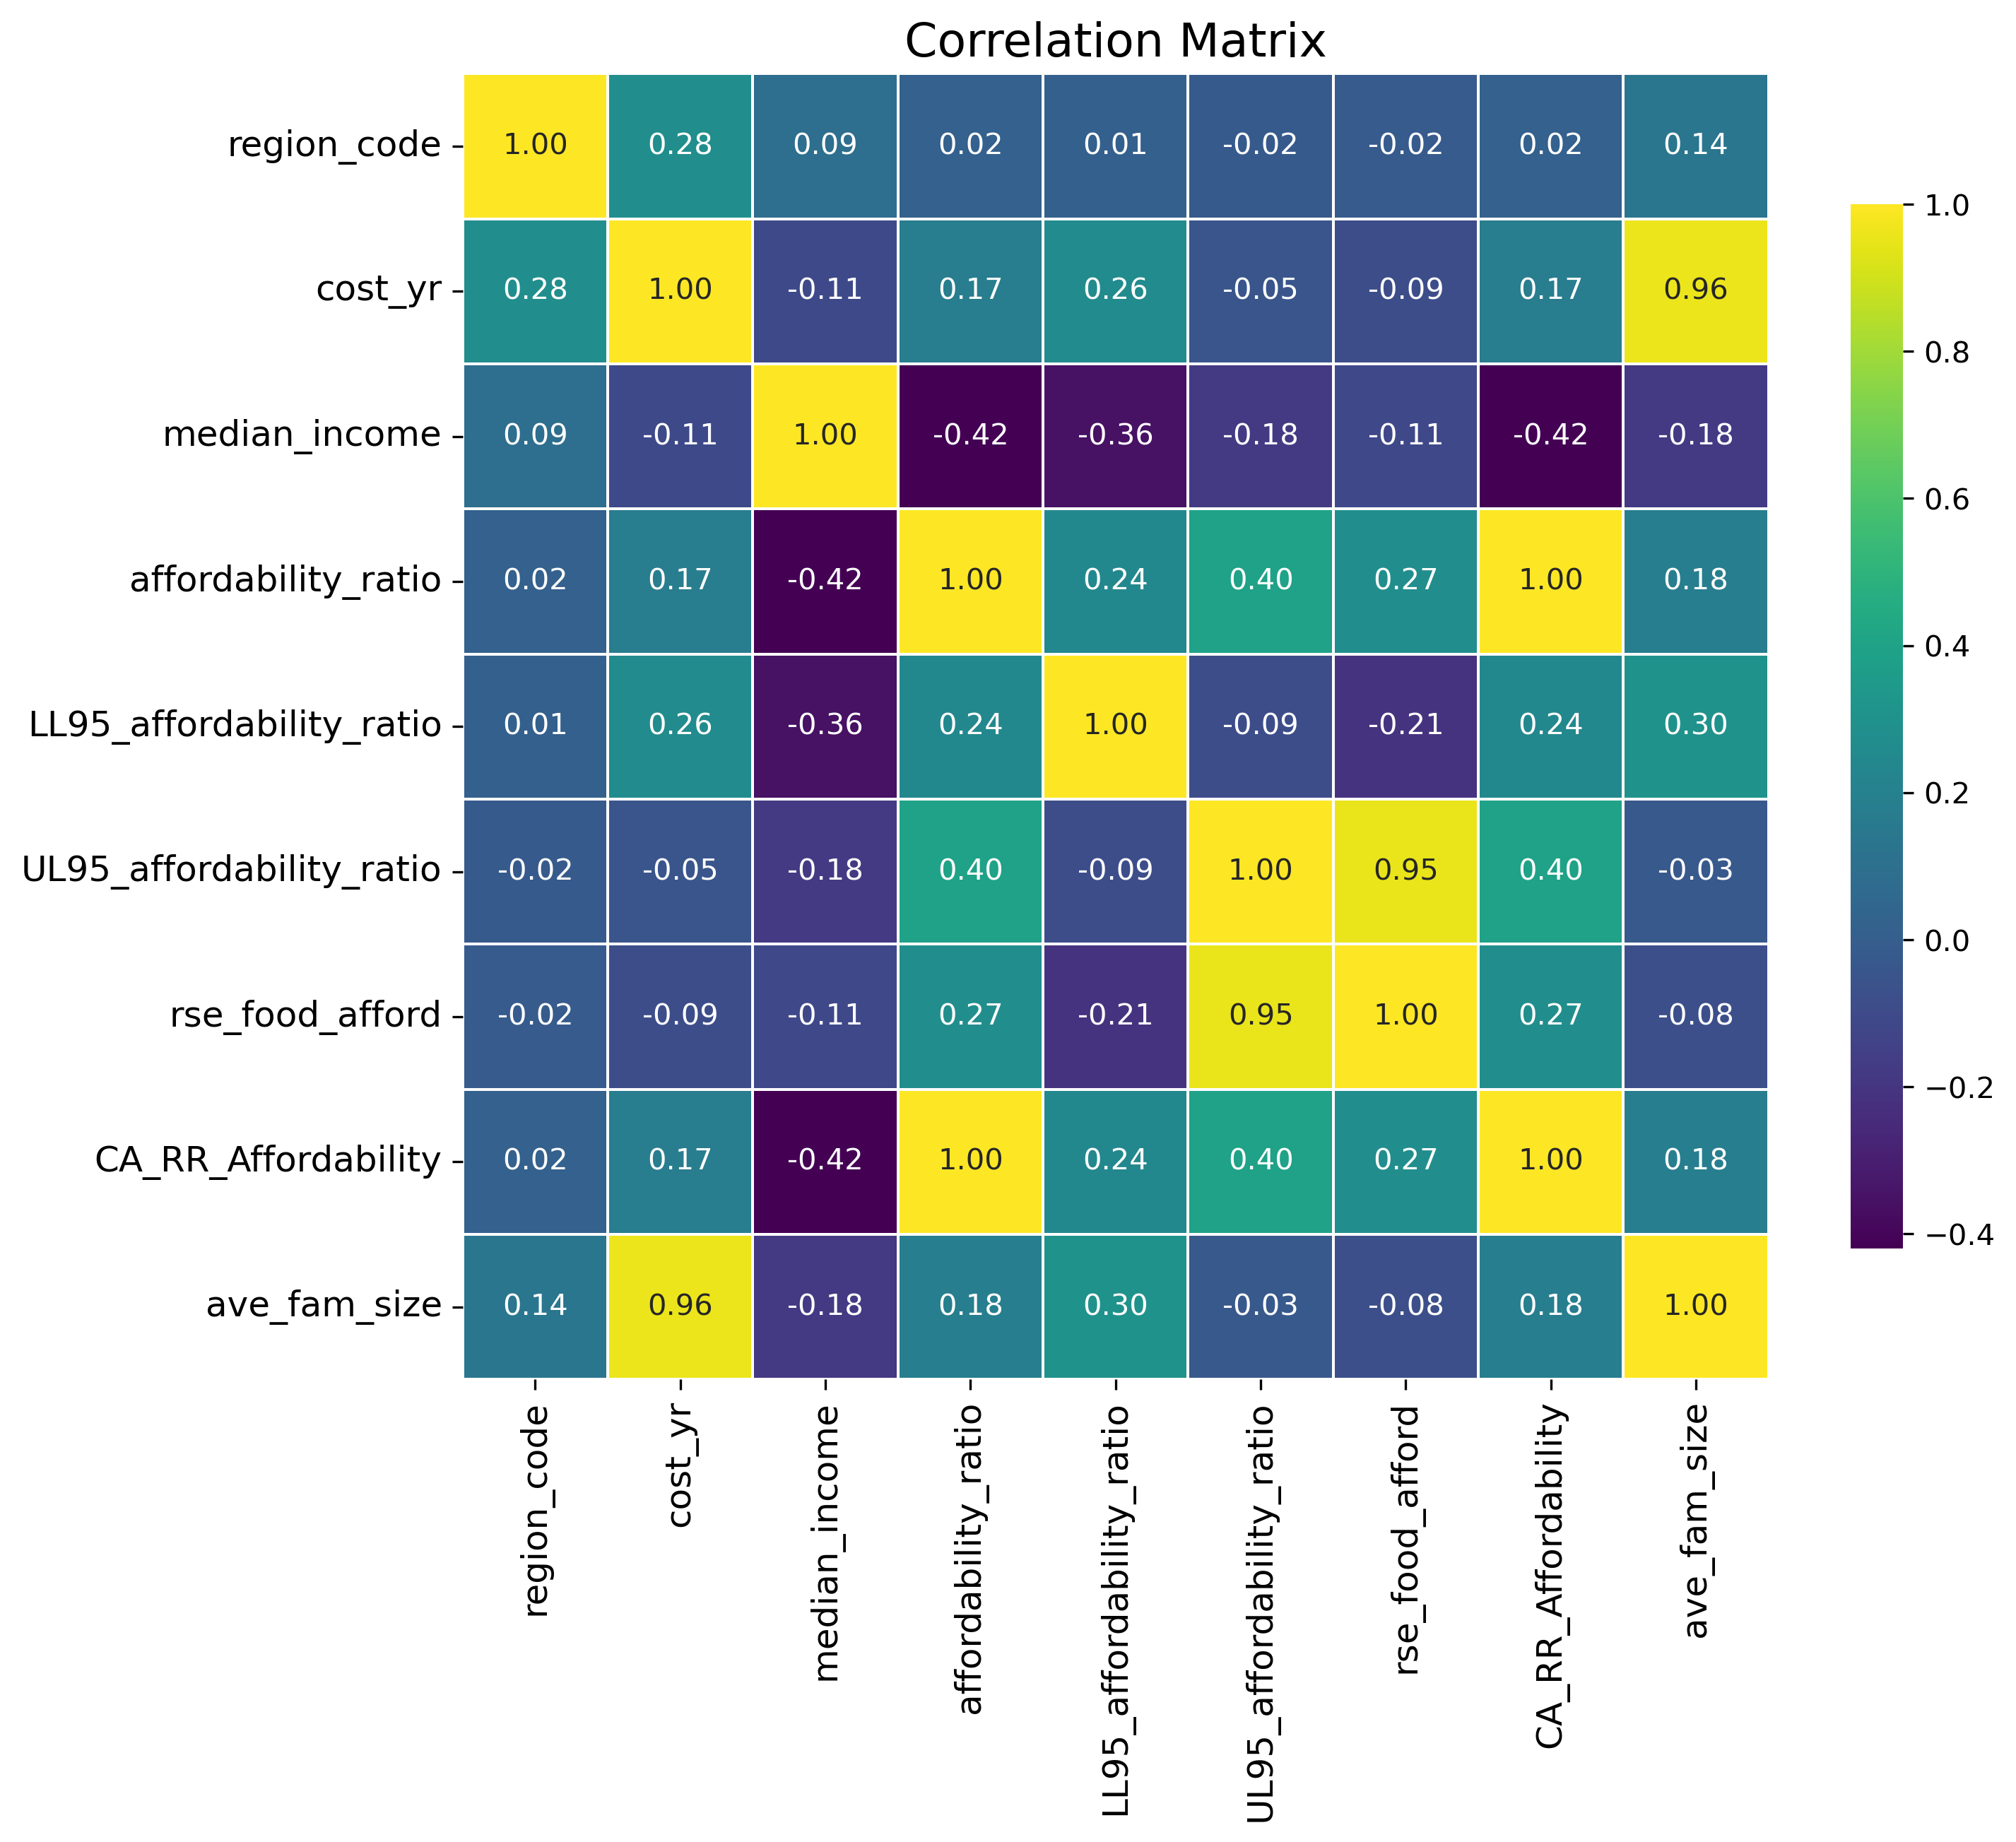 Correlation Matrix
region_code 1.00 0.28 0.09 0.02 0.01 -0.02 -0.02 0.02 0.14
cost_yr 0.28 1.00 -0.11 0.17 0.26 -0.05 -0.09 0.17 0.96
median_income 0.09 -0.11 1.00 -0.42 -0.36 -0.18 -0.11 -0.42 -0.18
affordability_ratio 0.02 0.17 -0.42 1.00 0.24 0.40 0.27 1.00 0.18
LL95_affordability_ratio 0.01 0.26 -0.36 0.24 1.00 -0.09 -0.21 0.24 0.30
UL95_affordability_ratio -0.02 -0.05 -0.18 0.40 -0.09 1.00 0.95 0.40 -0.03
rse_food_afford -0.02 -0.09 -0.11 0.27 -0.21 0.95 1.00 0.27 -0.08
CA_RR_Affordability 0.02 0.17 -0.42 1.00 0.24 0.40 0.27 1.00 0.18
ave_fam_size 0.14 0.96 -0.18 0.18 0.30 -0.03 -0.08 0.18 1.00
region_code
cost_yr
median_income
affordability_ratio
LL95_affordability_ratio
UL95_affordability_ratio
rse_food_afford
CA_RR_Affordability
ave_fam_size
1.0
0.8
0.6
0.4
0.2
0.0
−0.2
−0.4